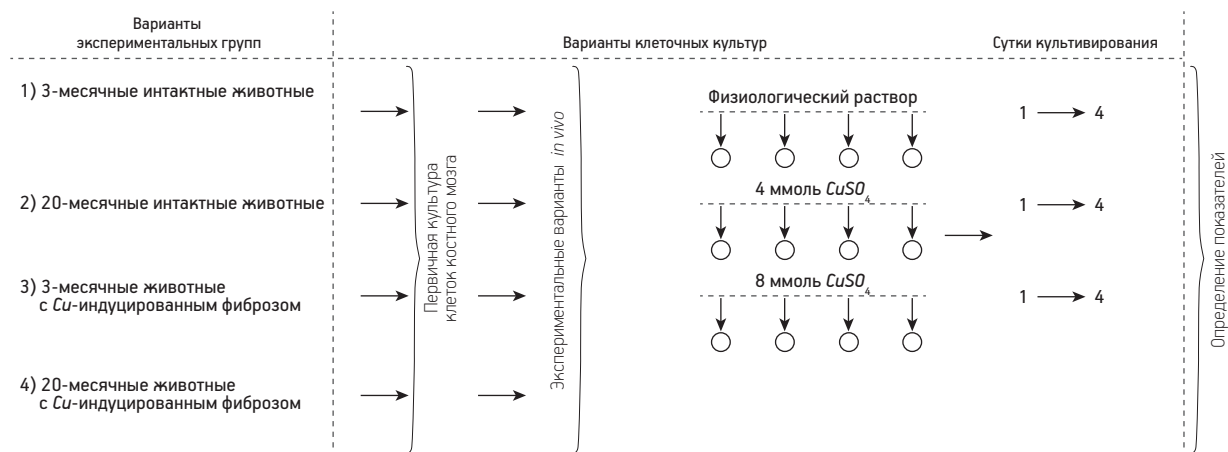 Варианты
экспериментальных групп
Варианты клеточных культур
Сутки культивирования
1) 3-месячные интактные животные
2) 20-месячные интактные животные
3) 3-месячные животные
с Cu-индуцированным фиброзом
4) 20-месячные животные
с Cu-индуцированным фиброзом
Первичная культура
клеток костного мозга
Экспериментальные варианты in vivo
Физиологический раствор
4 ммоль CuSO₄
8 ммоль CuSO₄
1 4
1 4
1 4
Определение показателей